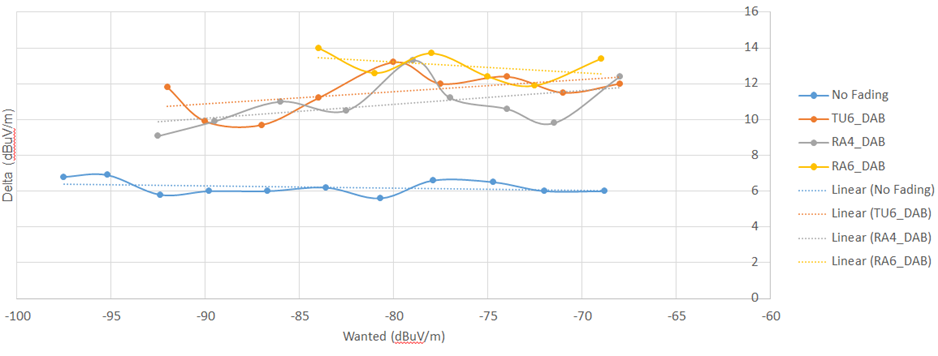 16
14
12
10
8
6
4
2
0
-100 -95 -90 -85 -80 -75 -70 -65 -60
Wanted (dBuV/m)
Delta (dBuV/m)
No Fading
TU6_DAB
RA4_DAB
RA6_DAB
Linear (No Fading)
Linear (TU6_DAB)
Linear (RA4_DAB)
Linear (RA6_DAB)